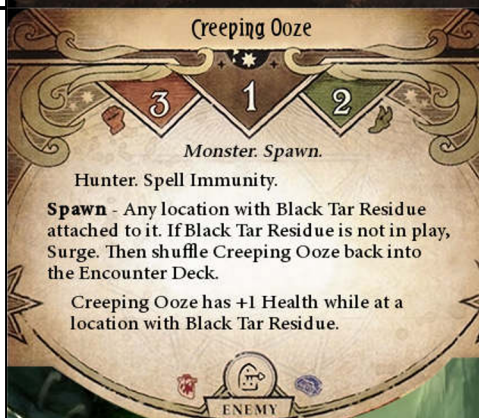 Creeping Ooze
3 1 2
Monster. Spawn.
Hunter. Spell Immunity.
Spawn - Any location with Black Tar Residue
attached to it. If Black Tar Residue is not in play,
Surge. Then shuffle Creeping Ooze back into
the Encounter Deck.
Creeping Ooze has +1 Health while at a
location with Black Tar Residue.
ENEMY